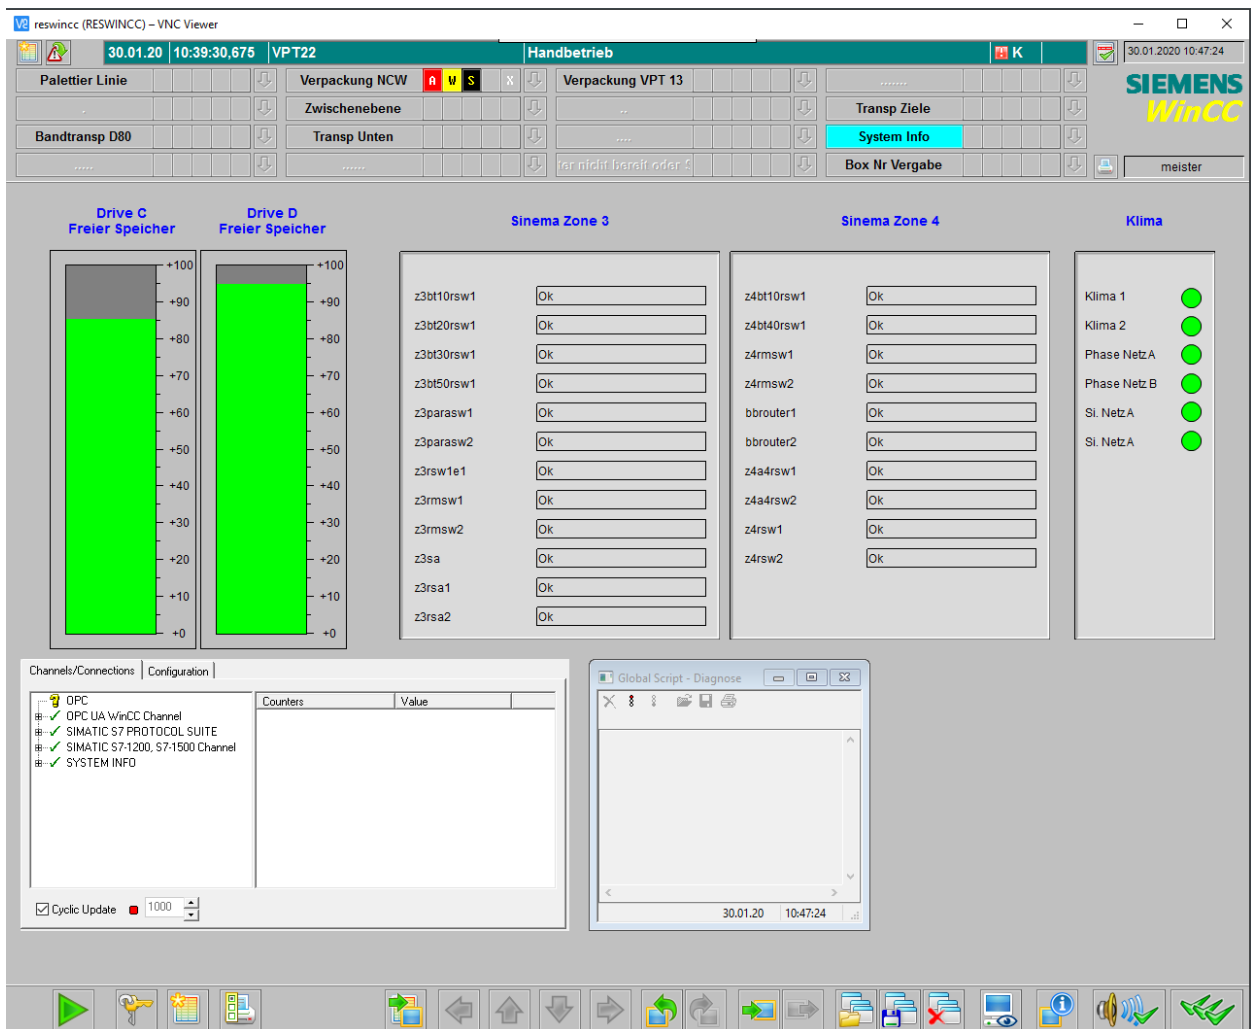 reswincc (RESWINCC) – VNC Viewer
30.01.20 10:39:30,675 VPT22 Handbetrieb K 30.01.2020 10:47:24
Palettier Linie Verpackung NCW A W S X Verpackung VPT 13 ........
SIEMENS
WinCC
. Zwischenebene .. Transp Ziele
Bandtransp D80 Transp Unten .... System Info
..... ...... ter nicht bereit oder S Box Nr Vergabe meister
Drive C
Freier Speicher
Drive D
Freier Speicher
Sinema Zone 3
Sinema Zone 4
Klima
+100
+90
+80
+70
+60
+50
+40
+30
+20
+10
+0
+100
+90
+80
+70
+60
+50
+40
+30
+20
+10
+0
z3bt10rsw1 Ok
z3bt20rsw1 Ok
z3bt30rsw1 Ok
z3bt50rsw1 Ok
z3parasw1 Ok
z3parasw2 Ok
z3rsw1e1 Ok
z3rmsw1 Ok
z3rmsw2 Ok
z3sa Ok
z3rsa1 Ok
z3rsa2 Ok
z4bt10rsw1 Ok
z4bt40rsw1 Ok
z4rmsw1 Ok
z4rmsw2 Ok
bbrouter1 Ok
bbrouter2 Ok
z4a4rsw1 Ok
z4a4rsw2 Ok
z4rsw1 Ok
z4rsw2 Ok
Klima 1
Klima 2
Phase Netz A
Phase Netz B
Si. Netz A
Si. Netz A
Channels/Connections Configuration
OPC
OPC UA WinCC Channel
SIMATIC S7 PROTOCOL SUITE
SIMATIC S7-1200, S7-1500 Channel
SYSTEM INFO
Counters Value
Cyclic Update 1000
Global Script - Diagnose
30.01.20 10:47:24